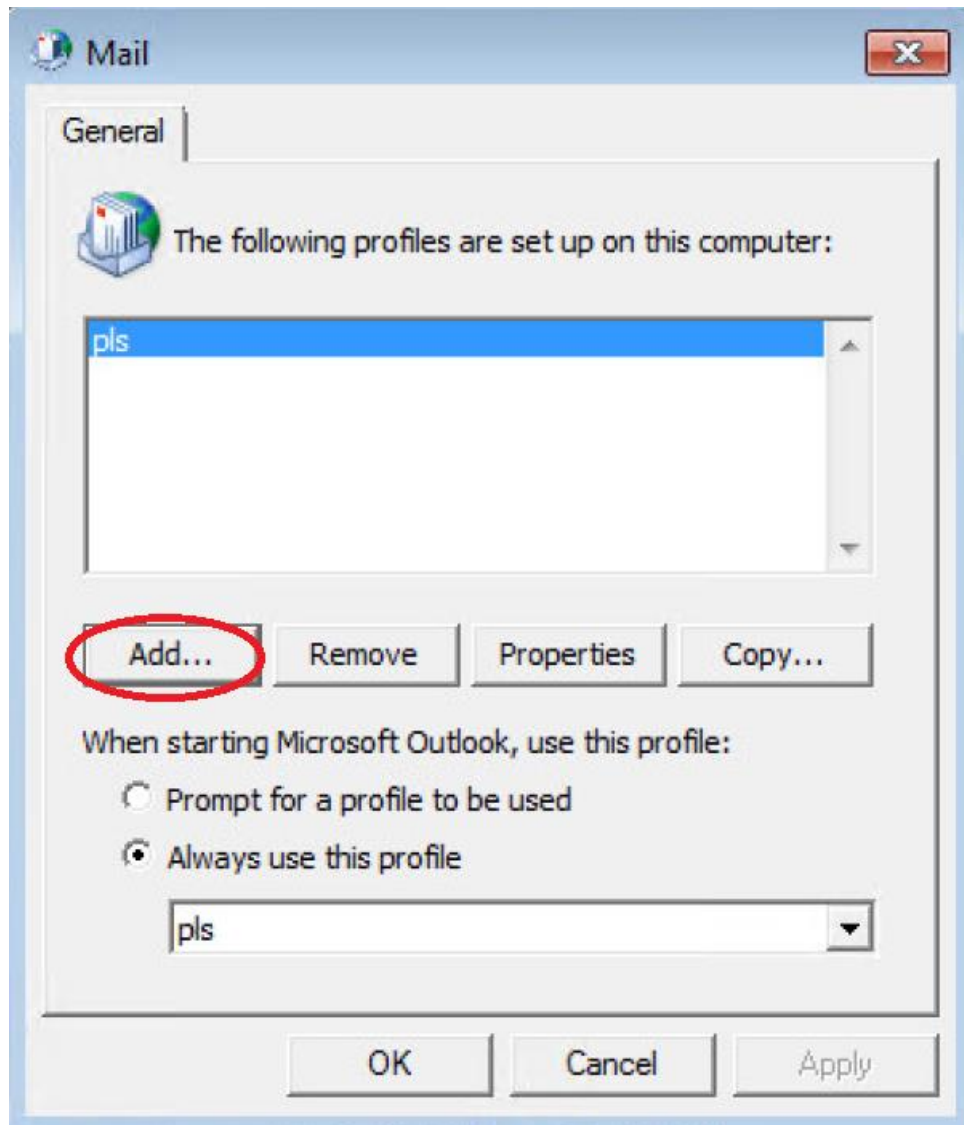 Mail
General
The following profiles are set up on this computer:
pls
Add...
Remove
Properties
Copy...
When starting Microsoft Outlook, use this profile:
Prompt for a profile to be used
Always use this profile
pls
OK
Cancel
Apply